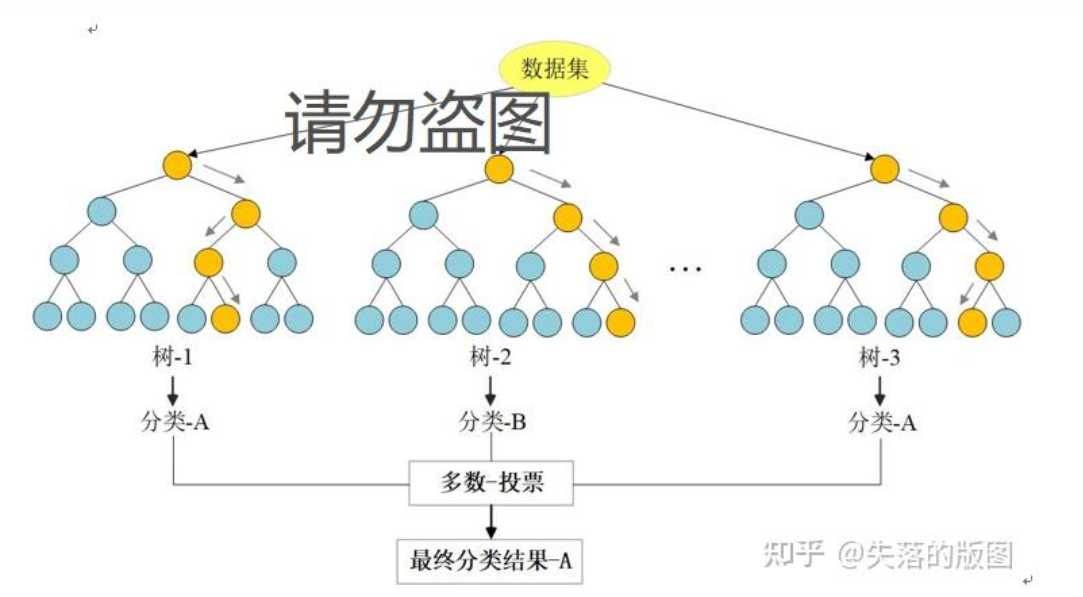 数据集
请勿盗图
...
树-1
树-2
树-3
分类-A
分类-B
分类-A
多数-投票
最终分类结果-A
知乎 @失落的版图